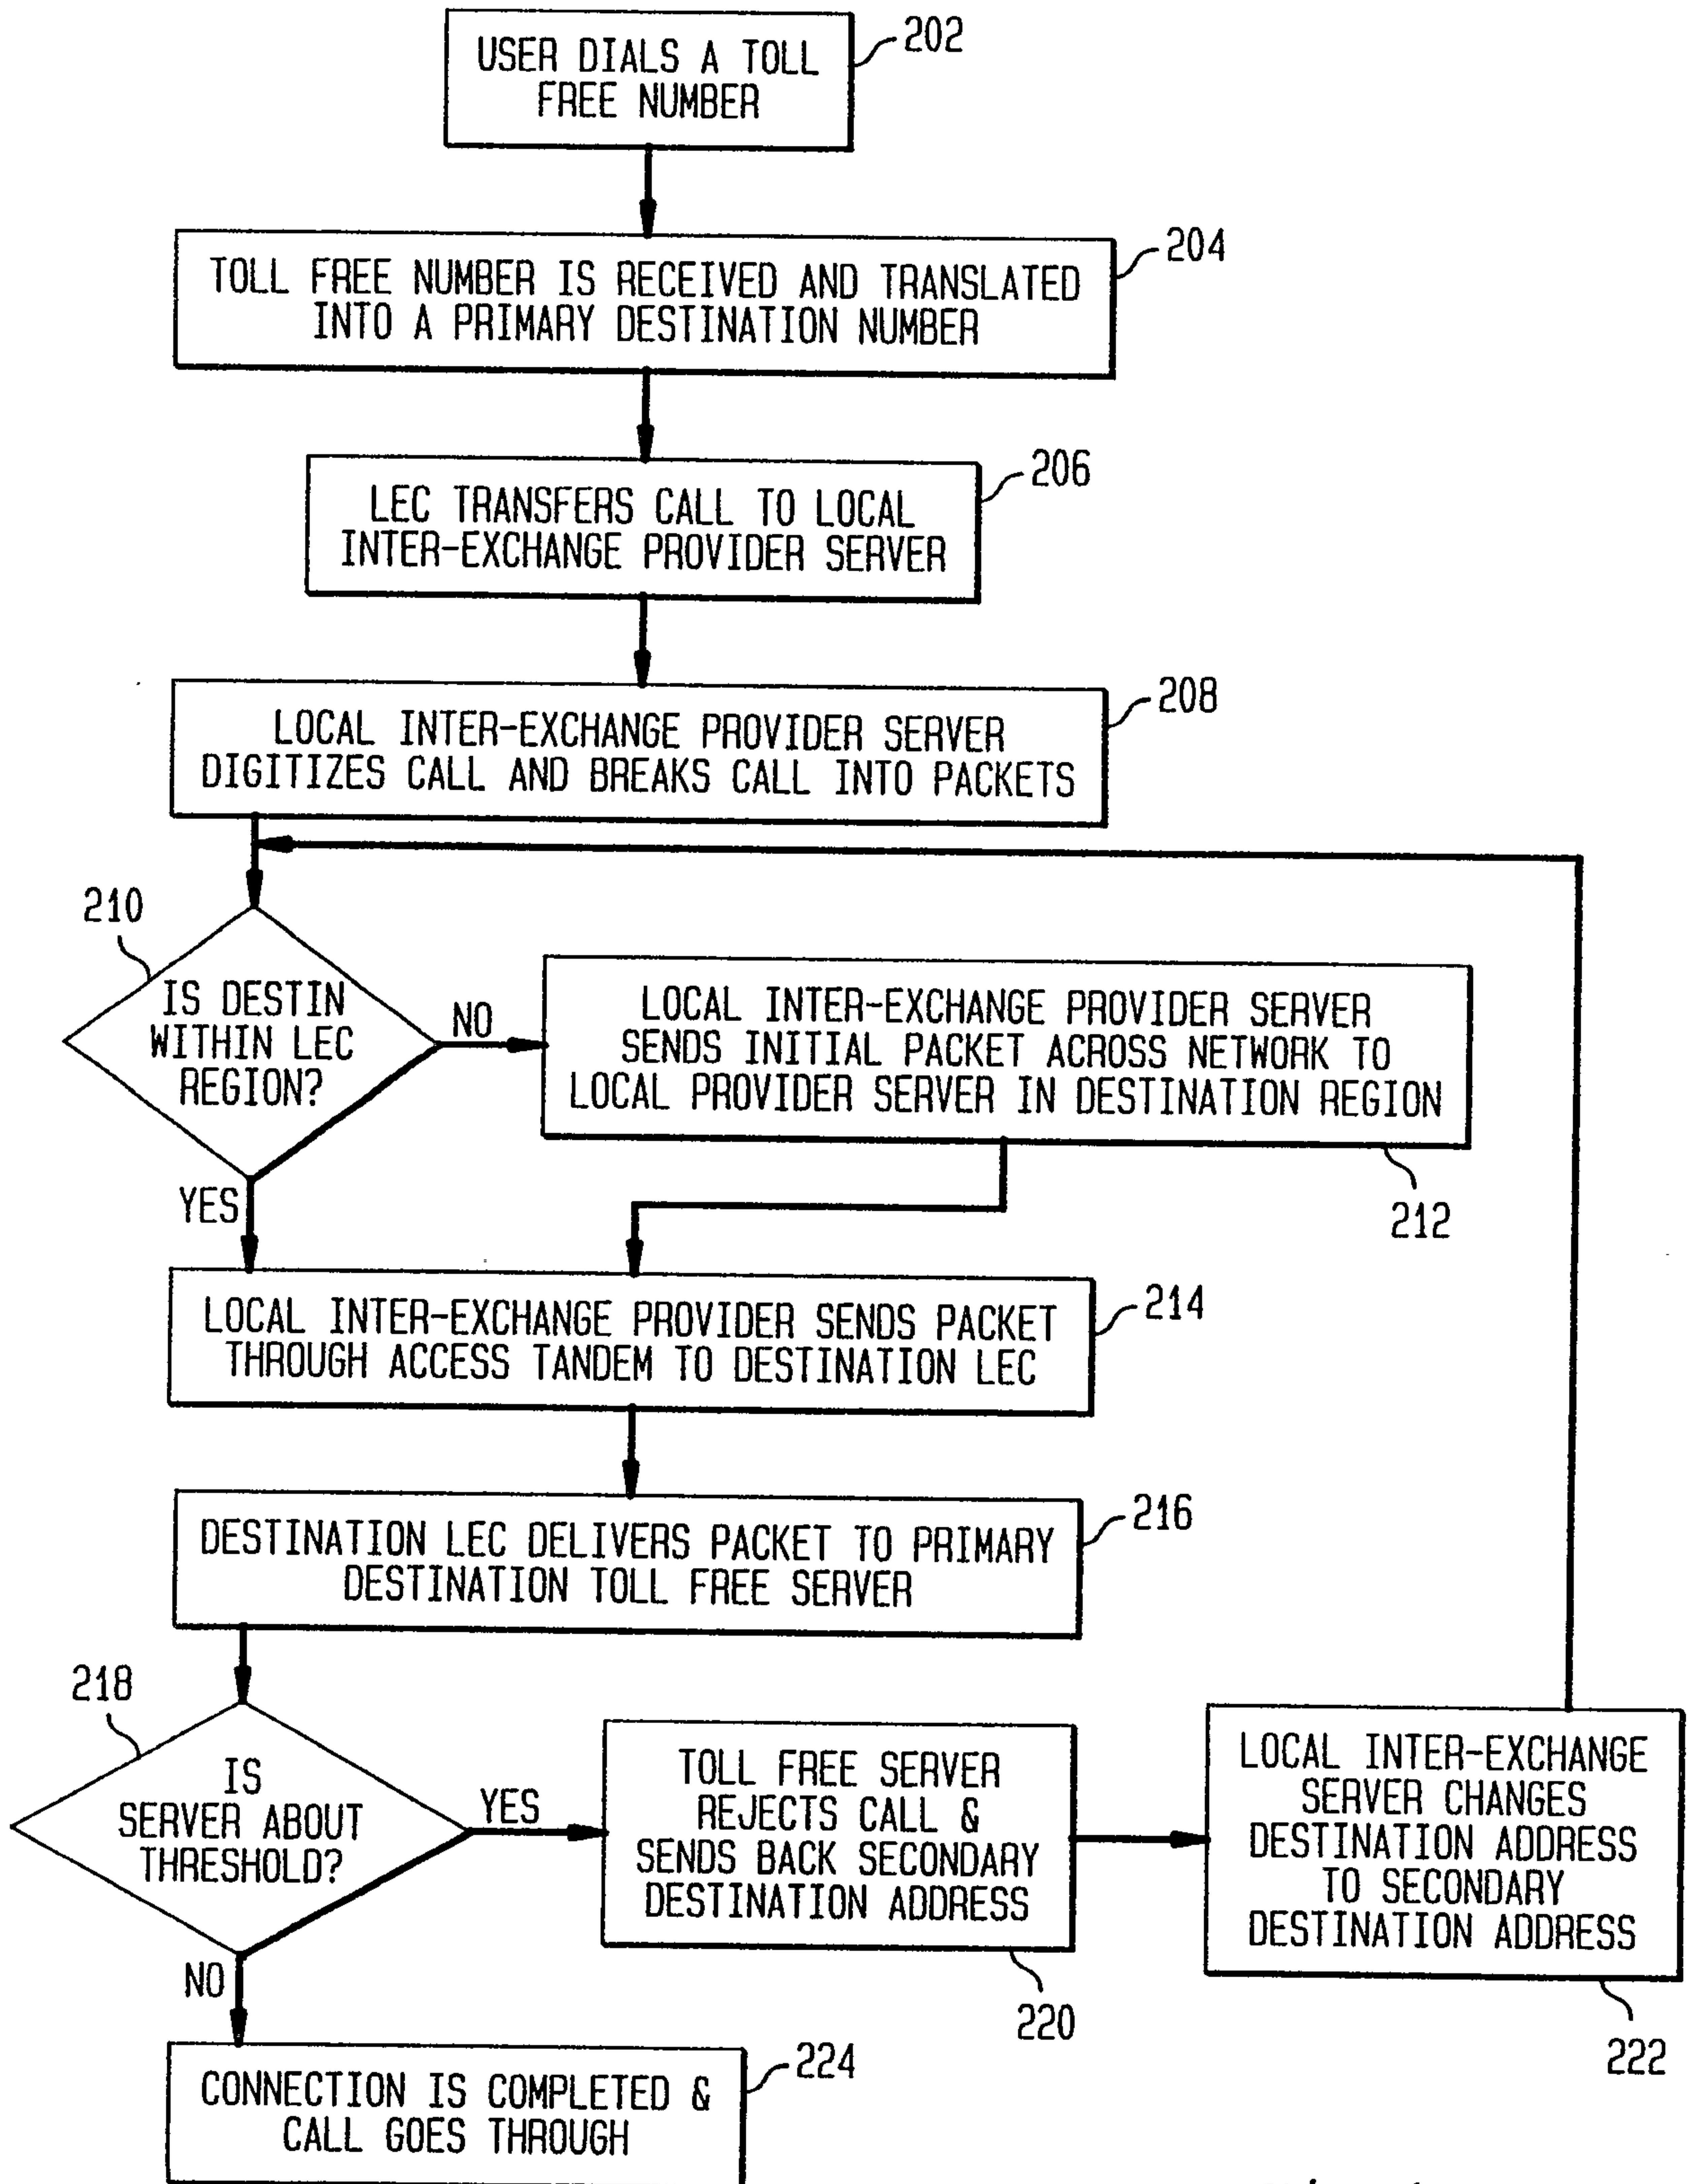 USER DIALS A TOLL
FREE NUMBER
202
TOLL FREE NUMBER IS RECEIVED AND TRANSLATED
INTO A PRIMARY DESTINATION NUMBER
204
LEC TRANSFERS CALL TO LOCAL
INTER-EXCHANGE PROVIDER SERVER
206
LOCAL INTER-EXCHANGE PROVIDER SERVER
DIGITIZES CALL AND BREAKS CALL INTO PACKETS
208
210
IS DESTIN
WITHIN LEC
REGION?
NO
YES
LOCAL INTER-EXCHANGE PROVIDER SERVER
SENDS INITIAL PACKET ACROSS NETWORK TO
LOCAL PROVIDER SERVER IN DESTINATION REGION
212
LOCAL INTER-EXCHANGE PROVIDER SENDS PACKET
THROUGH ACCESS TANDEM TO DESTINATION LEC
214
DESTINATION LEC DELIVERS PACKET TO PRIMARY
DESTINATION TOLL FREE SERVER
216
218
IS
SERVER ABOUT
THRESHOLD?
YES
NO
TOLL FREE SERVER
REJECTS CALL &
SENDS BACK SECONDARY
DESTINATION ADDRESS
220
LOCAL INTER-EXCHANGE
SERVER CHANGES
DESTINATION ADDRESS
TO SECONDARY
DESTINATION ADDRESS
222
CONNECTION IS COMPLETED &
CALL GOES THROUGH
224